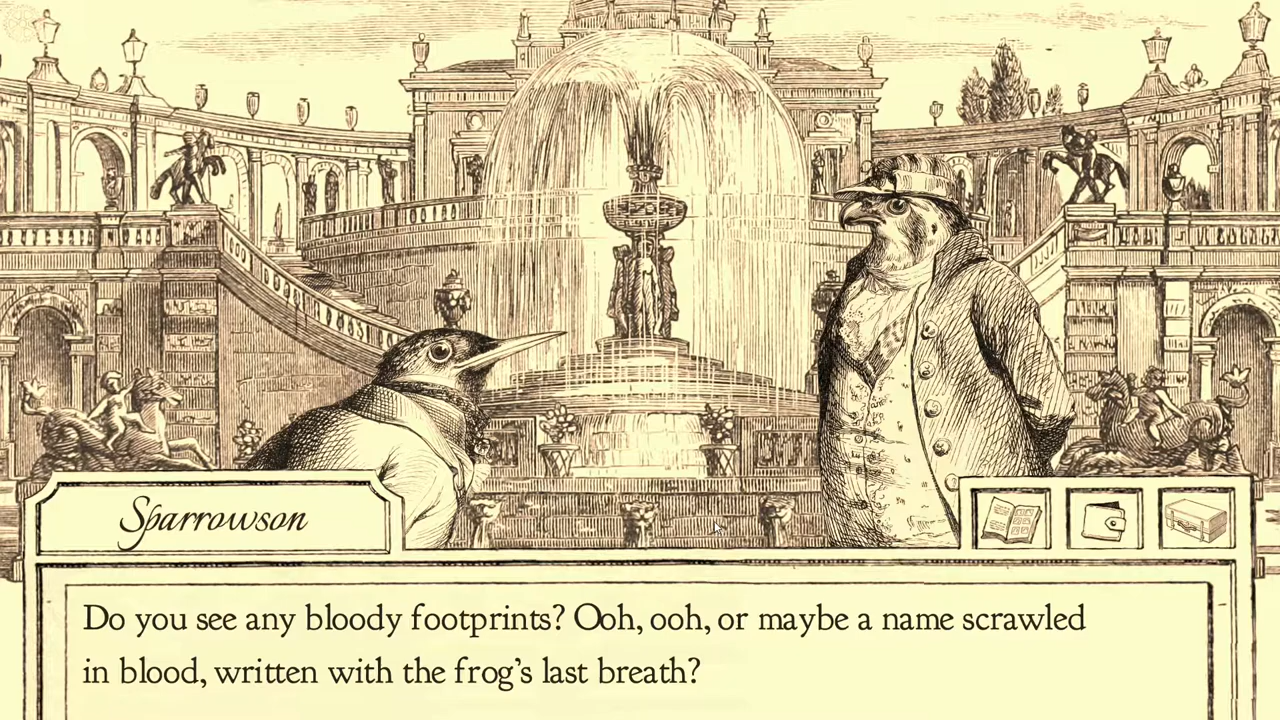 Sparrowson
Do you see any bloody footprints? Ooh, ooh, or maybe a name scrawled
in blood, written with the frog's last breath?